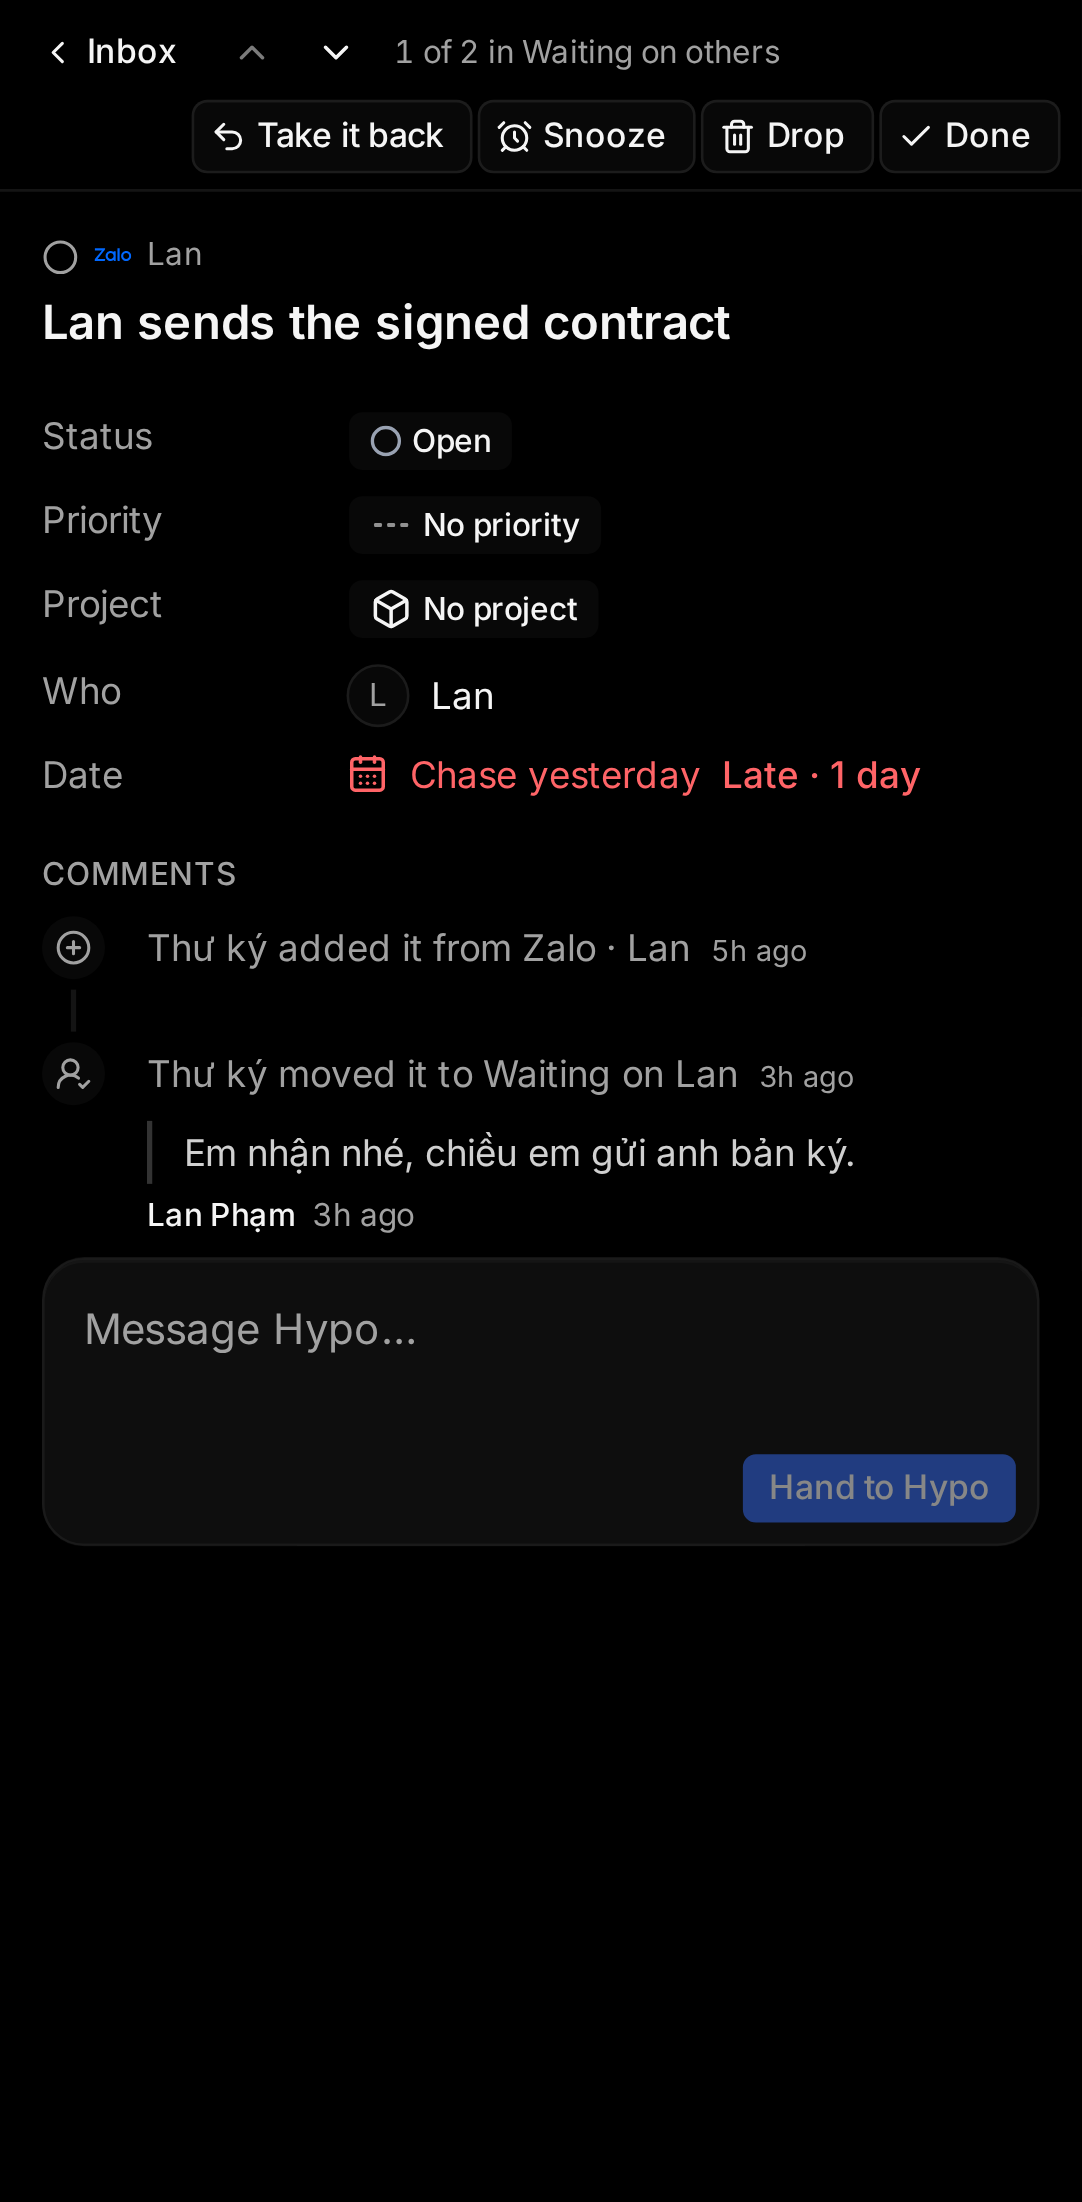 Inbox
1 of 2 in Waiting on others
Take it back
Snooze
Drop
Done
Zalo Lan
Lan sends the signed contract
Status
Open
Priority
No priority
Project
No project
Who
L Lan
Date
Chase yesterday Late · 1 day
COMMENTS
Thư ký added it from Zalo · Lan 5h ago
Thư ký moved it to Waiting on Lan 3h ago
Em nhận nhé, chiều em gửi anh bản ký.
Lan Phạm 3h ago
Message Hypo...
Hand to Hypo